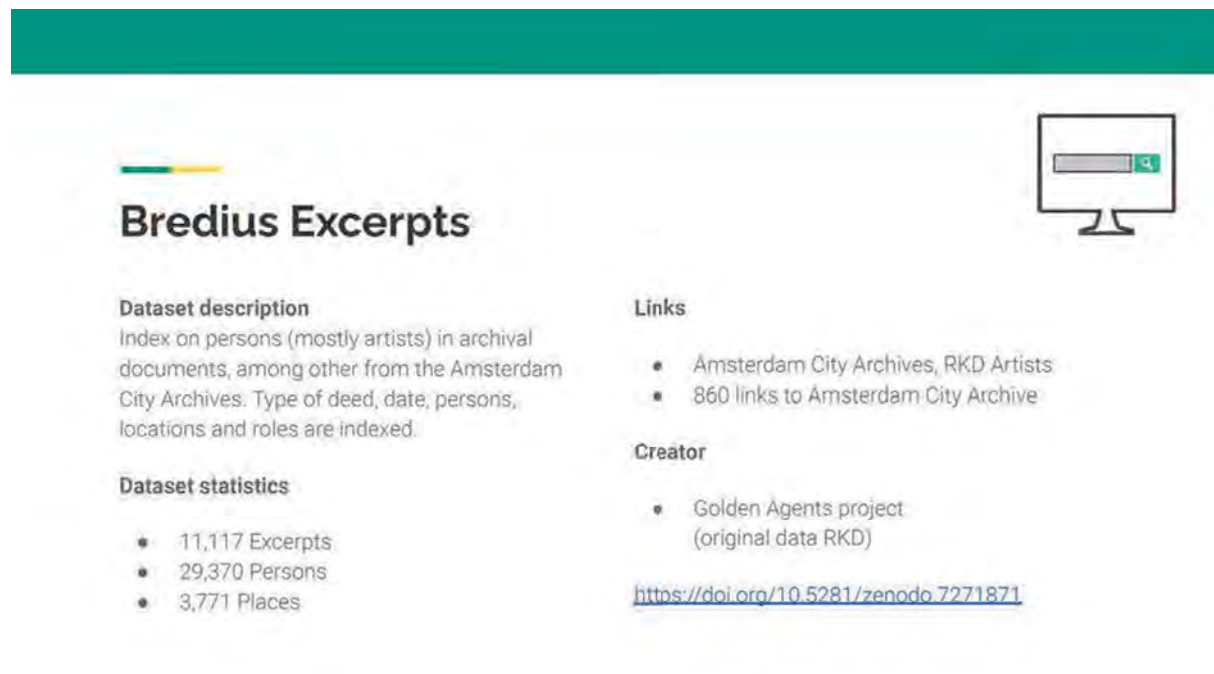 Bredius Excerpts
Dataset description
Index on persons (mostly artists) in archival
documents, among other from the Amsterdam
City Archives. Type of deed, date, persons,
locations and roles are indexed.
Dataset statistics
● 11,117 Excerpts
● 29,370 Persons
● 3,771 Places
Links
● Amsterdam City Archives, RKD Artists
● 860 links to Amsterdam City Archive
Creator
● Golden Agents project
(original data RKD)
https://doi.org/10.5281/zenodo.7271871